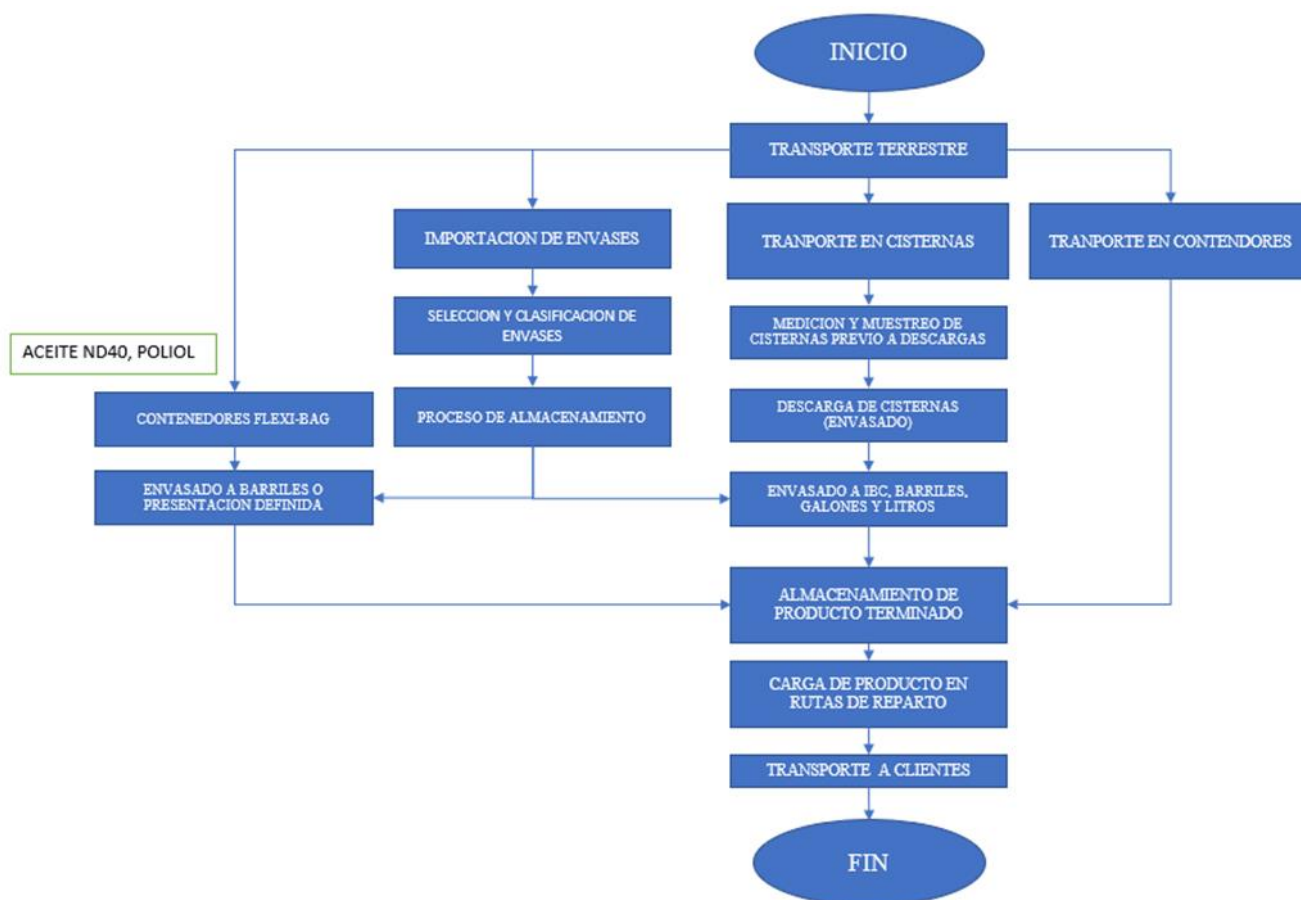 INICIO
TRANSPORTE TERRESTRE
IMPORTACION DE ENVASES
TRANPORTE EN CISTERNAS
TRANPORTE EN CONTENDORES
SELECCION Y CLASIFICACION DE
ENVASES
MEDICION Y MUESTREO DE
CISTERNAS PREVIO A DESCARGAS
ACEITE ND40, POLIOL
CONTENEDORES FLEXI-BAG
PROCESO DE ALMACENAMIENTO
DESCARGA DE CISTERNAS
(ENVASADO)
ENVASADO A BARRILES O
PRESENTACION DEFINIDA
ENVASADO A IBC, BARRILES,
GALONES Y LITROS
ALMACENAMIENTO DE
PRODUCTO TERMINADO
CARGA DE PRODUCTO EN
RUTAS DE REPARTO
TRANSPORTE A CLIENTES
FIN